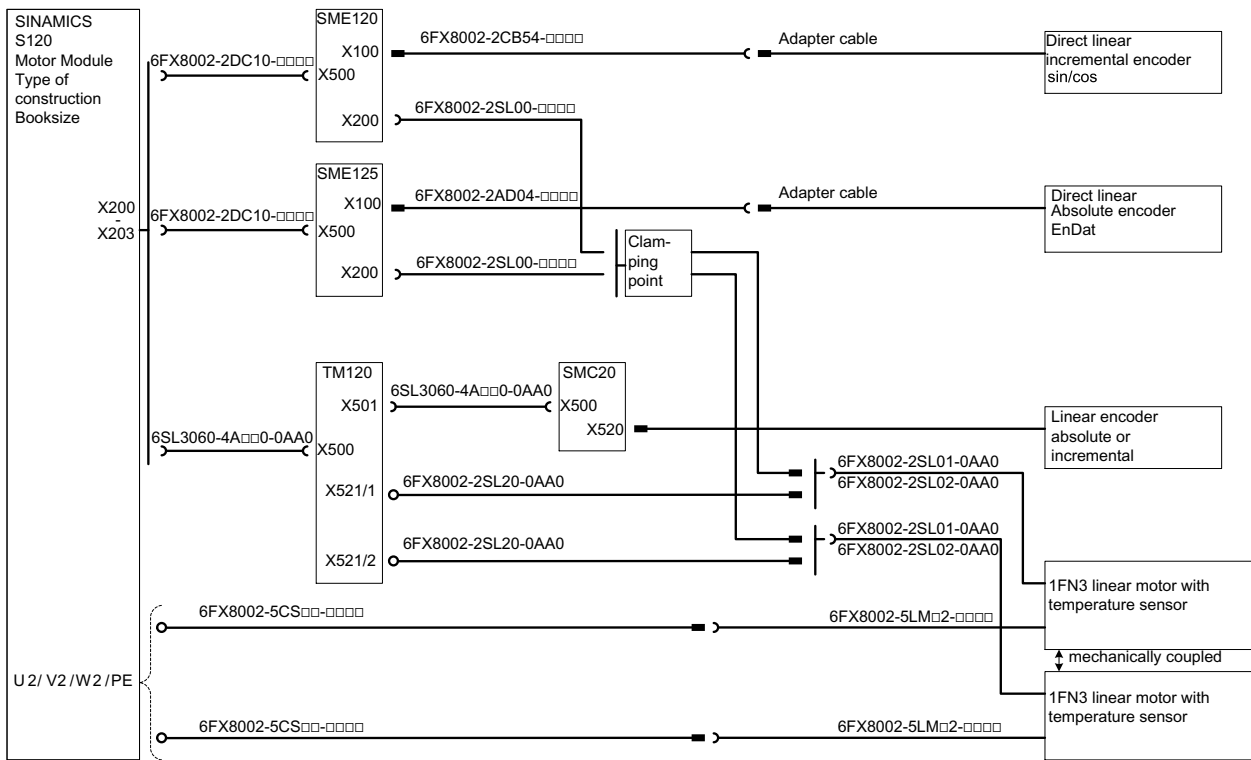 SINAMICS
S120
Motor Module
Type of
construction
Booksize
X200
-
X203
U2/ V2/W2/PE
6FX8002-2DC10-□□□□
SME120
X100
X500
X200
6FX8002-2CB54-□□□□
Adapter cable
Direct linear
incremental encoder
sin/cos
6FX8002-2SL00-□□□□
6FX8002-2DC10-□□□□
SME125
X100
X500
X200
6FX8002-2AD04-□□□□
Adapter cable
Direct linear
Absolute encoder
EnDat
6FX8002-2SL00-□□□□
Clam-
ping
point
6SL3060-4A□□0-0AA0
TM120
X501
X500
X521/1
X521/2
6SL3060-4A□□0-0AA0
SMC20
X500
X520
Linear encoder
absolute or
incremental
6FX8002-2SL20-0AA0
6FX8002-2SL01-0AA0
6FX8002-2SL02-0AA0
6FX8002-2SL20-0AA0
6FX8002-2SL01-0AA0
6FX8002-2SL02-0AA0
1FN3 linear motor with
temperature sensor
6FX8002-5CS□□-□□□□
6FX8002-5LM□2-□□□□
mechanically coupled
1FN3 linear motor with
temperature sensor
6FX8002-5CS□□-□□□□
6FX8002-5LM□2-□□□□